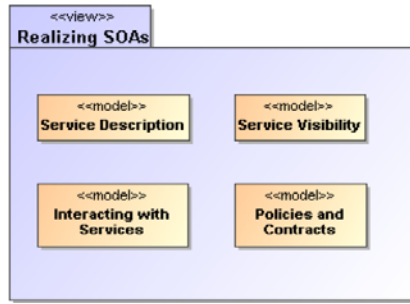 <<view>>
Realizing SOAs
<<model>>
Service Description
<<model>>
Service Visibility
<<model>>
Interacting with
Services
<<model>>
Policies and
Contracts